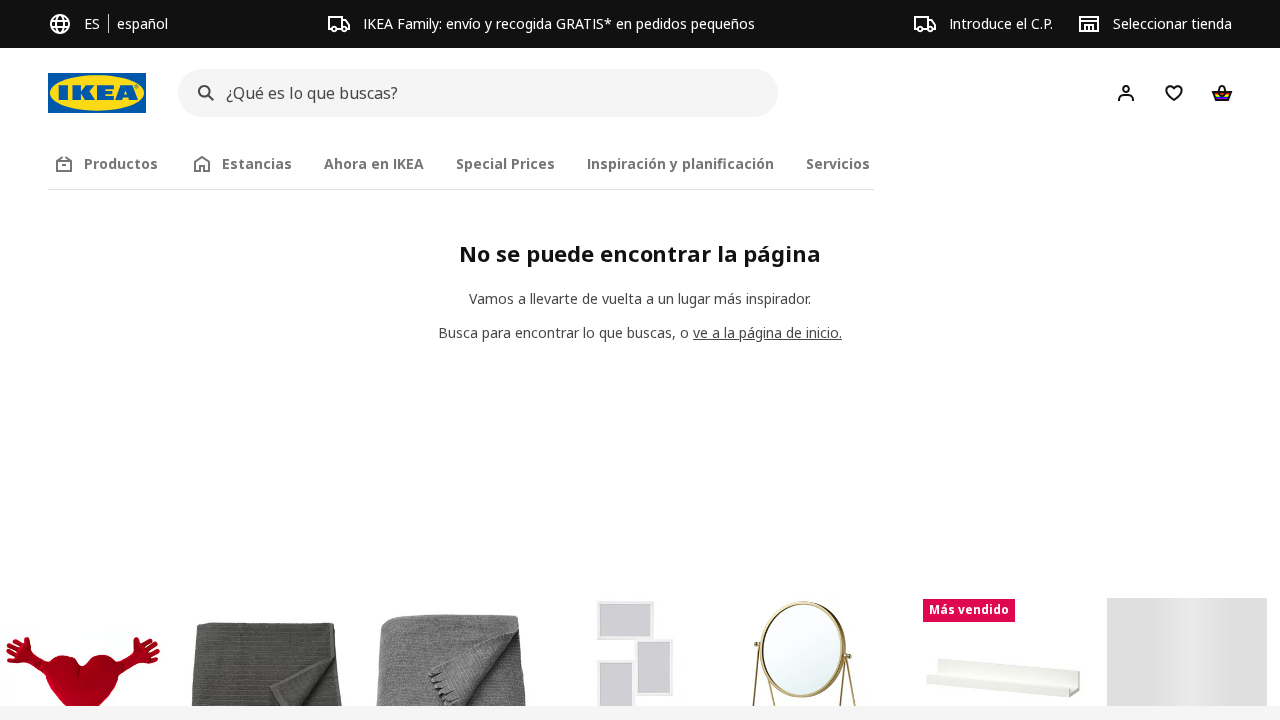 ES español
IKEA Family: envío y recogida GRATIS* en pedidos pequeños
Introduce el C.P.
Seleccionar tienda
IKEA
¿Qué es lo que buscas?
Productos
Estancias
Ahora en IKEA
Special Prices
Inspiración y planificación
Servicios
No se puede encontrar la página
Vamos a llevarte de vuelta a un lugar más inspirador.
Busca para encontrar lo que buscas, o ve a la página de inicio.
Más vendido